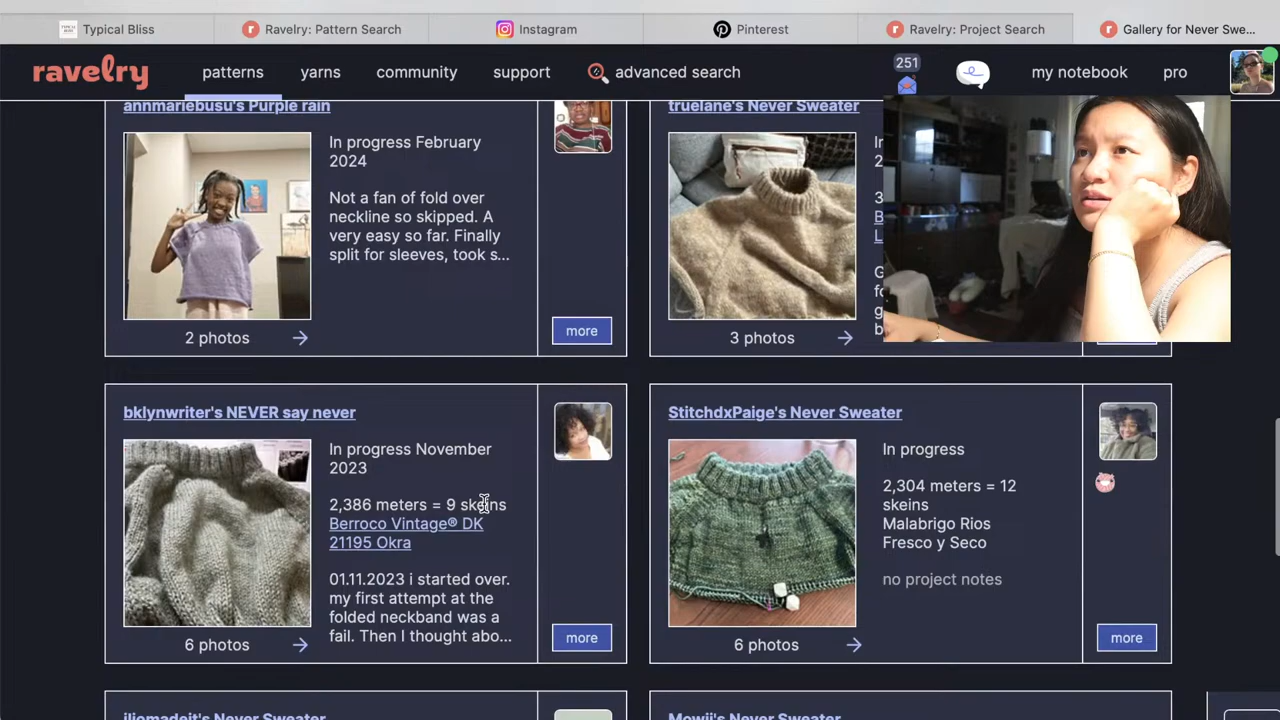 Typical Bliss
Ravelry: Pattern Search
Instagram
Pinterest
Ravelry: Project Search
Gallery for Never Swe...
ravelry
patterns
yarns
community
support
advanced search
251
my notebook
pro
annmariebusu's Purple rain
In progress February
2024
Not a fan of fold over
neckline so skipped. A
very easy so far. Finally
split for sleeves, took s...
2 photos
more
truelane's Never Sweater
3 photos
bklynwriter's NEVER say never
In progress November
2023
2,386 meters = 9 skeins
Berroco Vintage® DK
21195 Okra
01.11.2023 i started over.
my first attempt at the
folded neckband was a
fail. Then I thought abo...
6 photos
more
StitchdxPaige's Never Sweater
In progress
2,304 meters = 12
skeins
Malabrigo Rios
Fresco y Seco
no project notes
6 photos
more